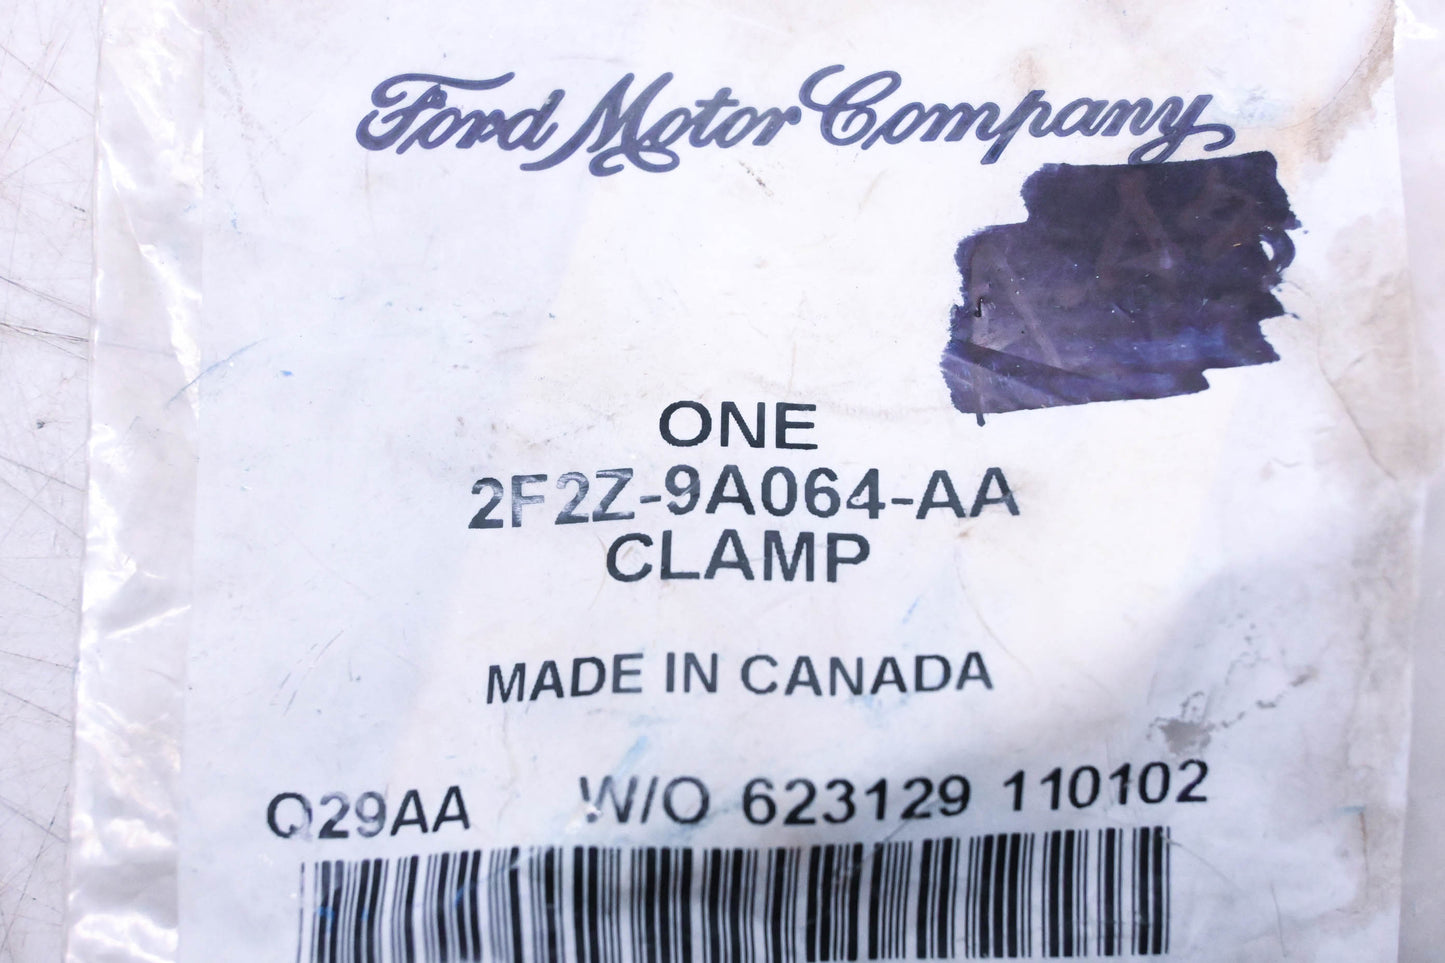 Ford Motor Company
ONE
2F2Z-9A064-AA
CLAMP
MADE IN CANADA
Q29AA W/O 623129 110102